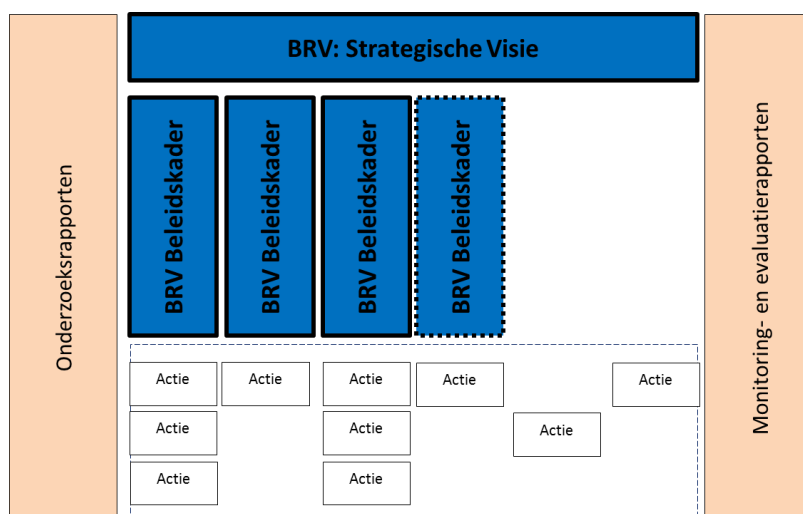 BRV: Strategische Visie
Onderzoeksrapporten
BRV Beleidskader
BRV Beleidskader
BRV Beleidskader
BRV Beleidskader
Monitoring- en evaluatierapporten
Actie
Actie
Actie
Actie
Actie
Actie
Actie
Actie
Actie
Actie